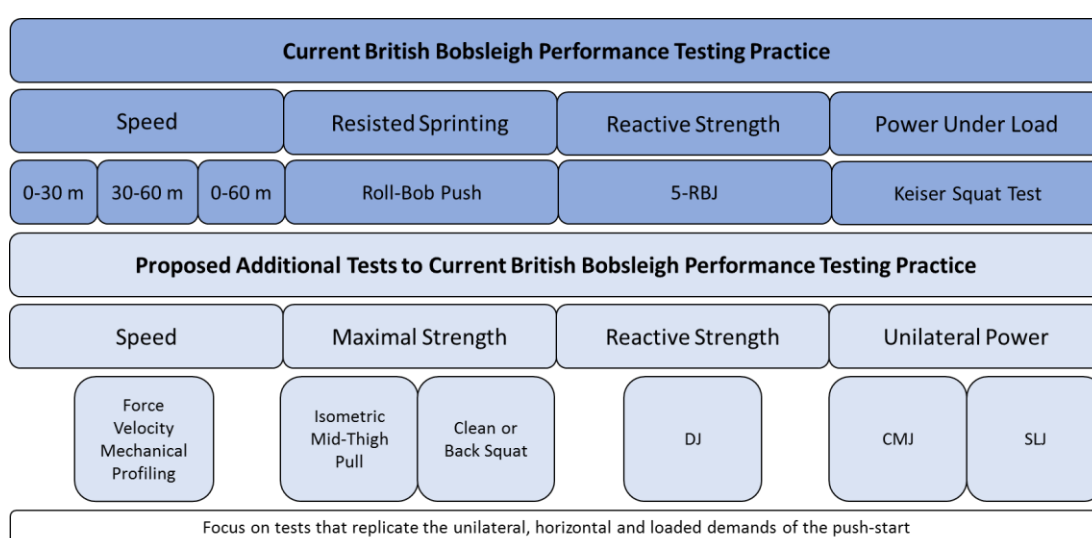 Current British Bobsleigh Performance Testing Practice
Speed
Resisted Sprinting
Reactive Strength
Power Under Load
0-30 m
30-60 m
0-60 m
Roll-Bob Push
5-RBJ
Keiser Squat Test
Proposed Additional Tests to Current British Bobsleigh Performance Testing Practice
Speed
Maximal Strength
Reactive Strength
Unilateral Power
Force
Velocity
Mechanical
Profiling
Isometric
Mid-Thigh
Pull
Clean or
Back Squat
DJ
CMJ
SLJ
Focus on tests that replicate the unilateral, horizontal and loaded demands of the push-start